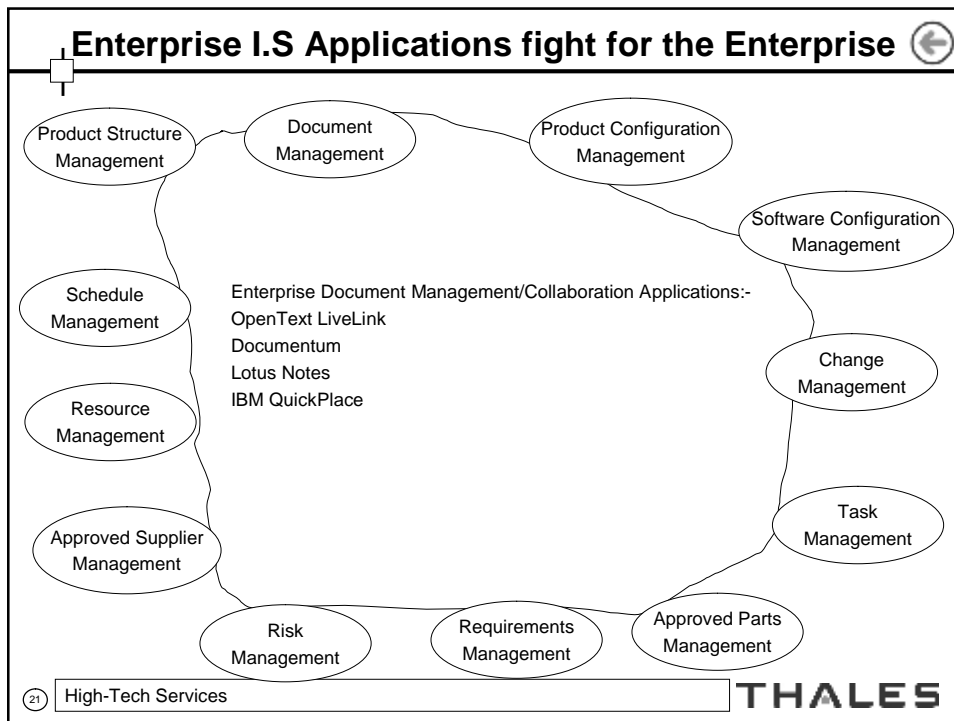 Enterprise I.S Applications fight for the Enterprise
Product Structure
Management
Document
Management
Product Configuration
Management
Software Configuration
Management
Schedule
Management
Enterprise Document Management/Collaboration Applications:-
OpenText LiveLink
Documentum
Lotus Notes
IBM QuickPlace
Change
Management
Resource
Management
Approved Supplier
Management
Task
Management
Risk
Management
Requirements
Management
Approved Parts
Management
21
High-Tech Services
THALES